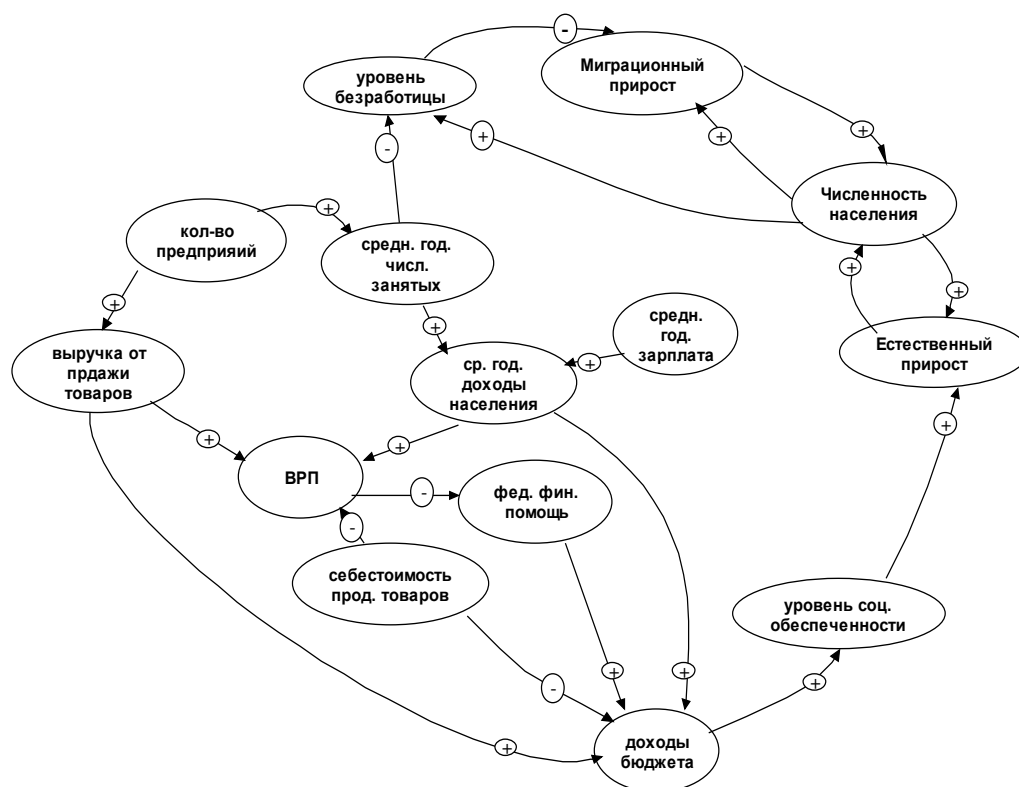 -
уровень
безработицы
Миграционный
прирост
+
+
+
-
Численность
населения
кол-во
предприяий
+
средн. год.
числ.
занятых
+
+
+
+
средн.
год.
зарплата
+
Естественный
прирост
выручка от
прдажи
товаров
ср. год.
доходы
населения
+
+
+
ВРП
-
фед. фин.
помощь
-
себестоимость
прод. товаров
уровень соц.
обеспеченности
+
+
+
-
+
доходы
бюджета